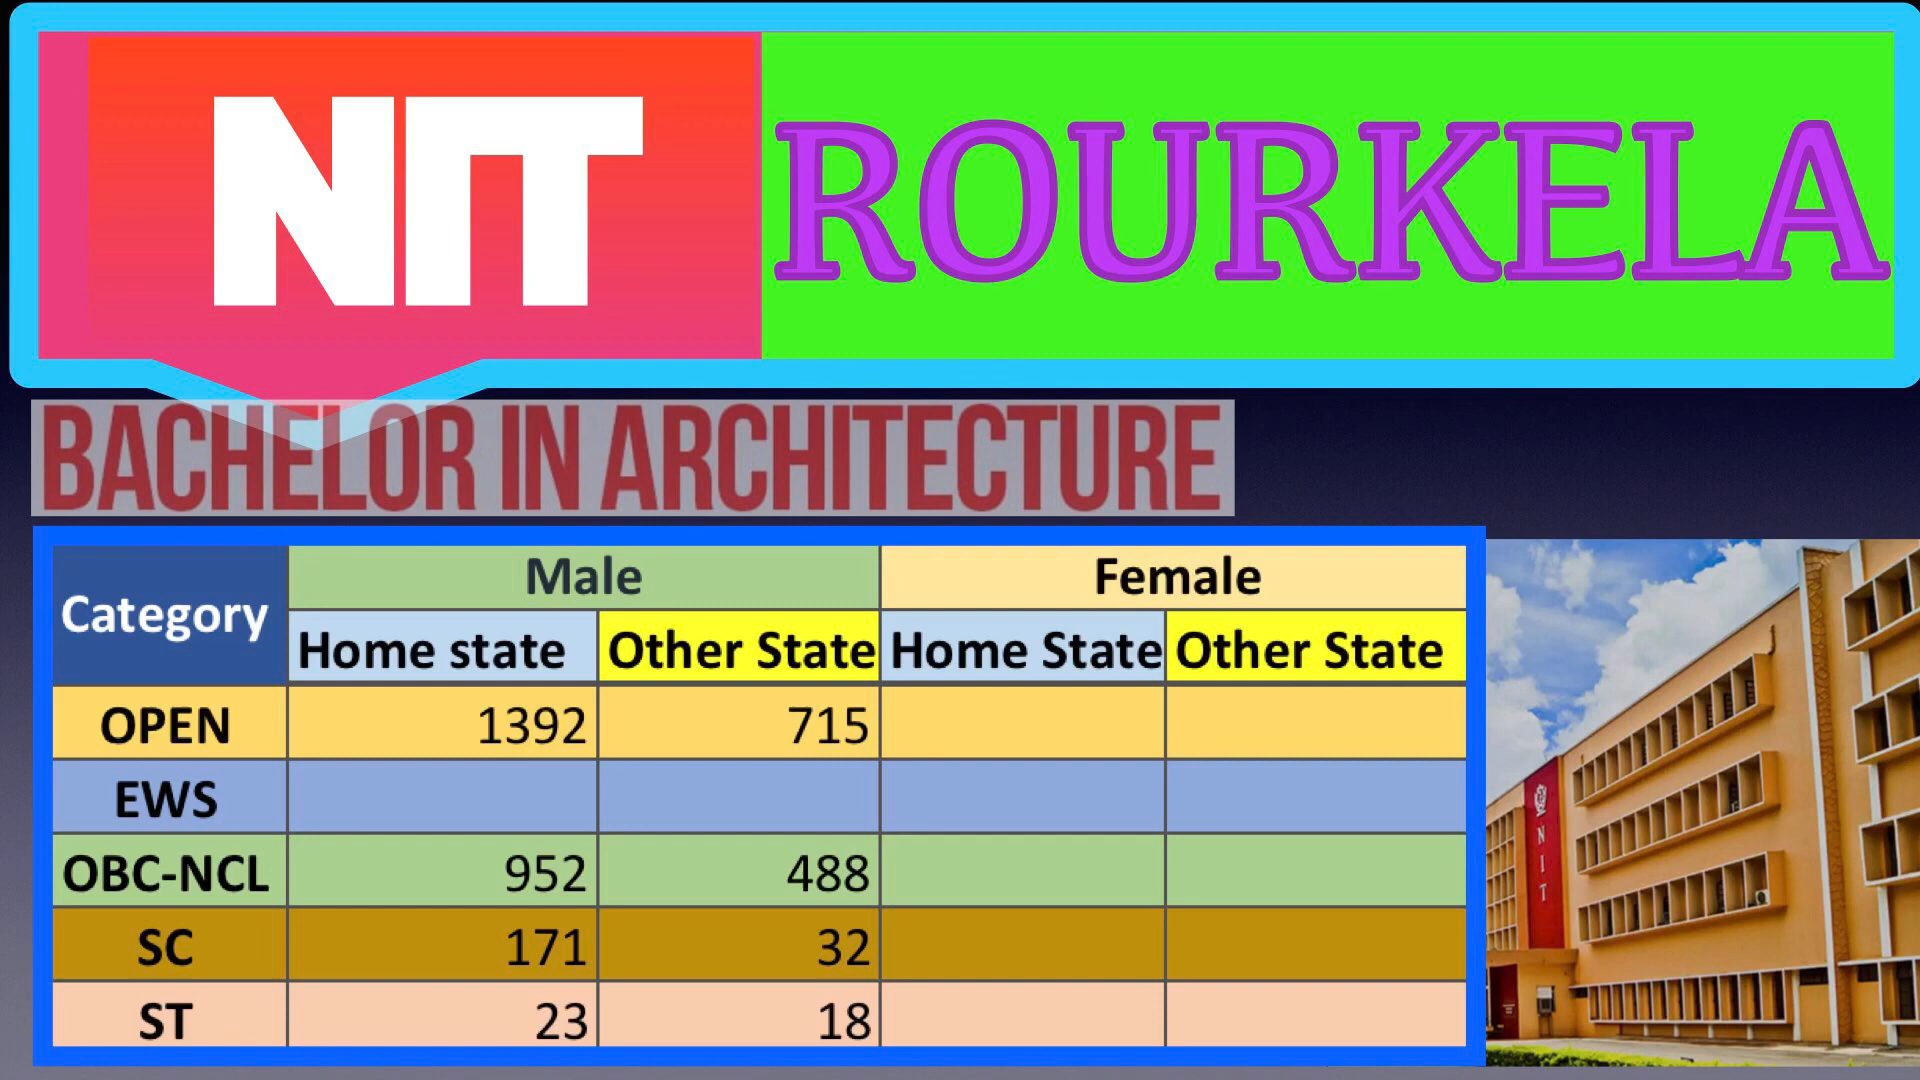 NIT ROURKELA
BACHELOR IN ARCHITECTURE
Category Male Female
Home state Other State Home State Other State
OPEN 1392 715
EWS
OBC-NCL 952 488
SC 171 32
ST 23 18
NIT